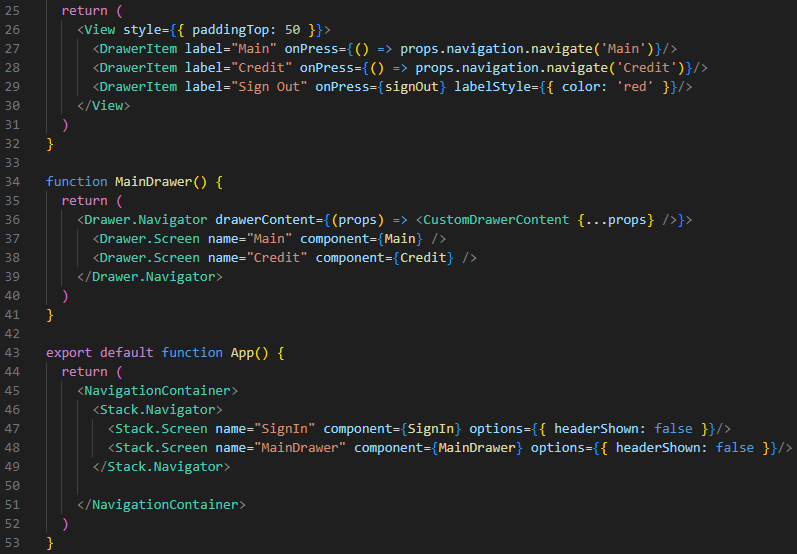 25 return (
26 <View style={{ paddingTop: 50 }}>
27 <DrawerItem label="Main" onPress={() => props.navigation.navigate('Main')}/>
28 <DrawerItem label="Credit" onPress={() => props.navigation.navigate('Credit')}/>
29 <DrawerItem label="Sign Out" onPress={signOut} labelStyle={{ color: 'red' }}/>
30 </View>
31 )
32 }
33
34 function MainDrawer() {
35 return (
36 <Drawer.Navigator drawerContent={(props) => <CustomDrawerContent {...props} />}>
37 <Drawer.Screen name="Main" component={Main} />
38 <Drawer.Screen name="Credit" component={Credit} />
39 </Drawer.Navigator>
40 )
41 }
42
43 export default function App() {
44 return (
45 <NavigationContainer>
46 <Stack.Navigator>
47 <Stack.Screen name="SignIn" component={SignIn} options={{ headerShown: false }}/>
48 <Stack.Screen name="MainDrawer" component={MainDrawer} options={{ headerShown: false }}/>
49 </Stack.Navigator>
50
51 </NavigationContainer>
52 )
53 }